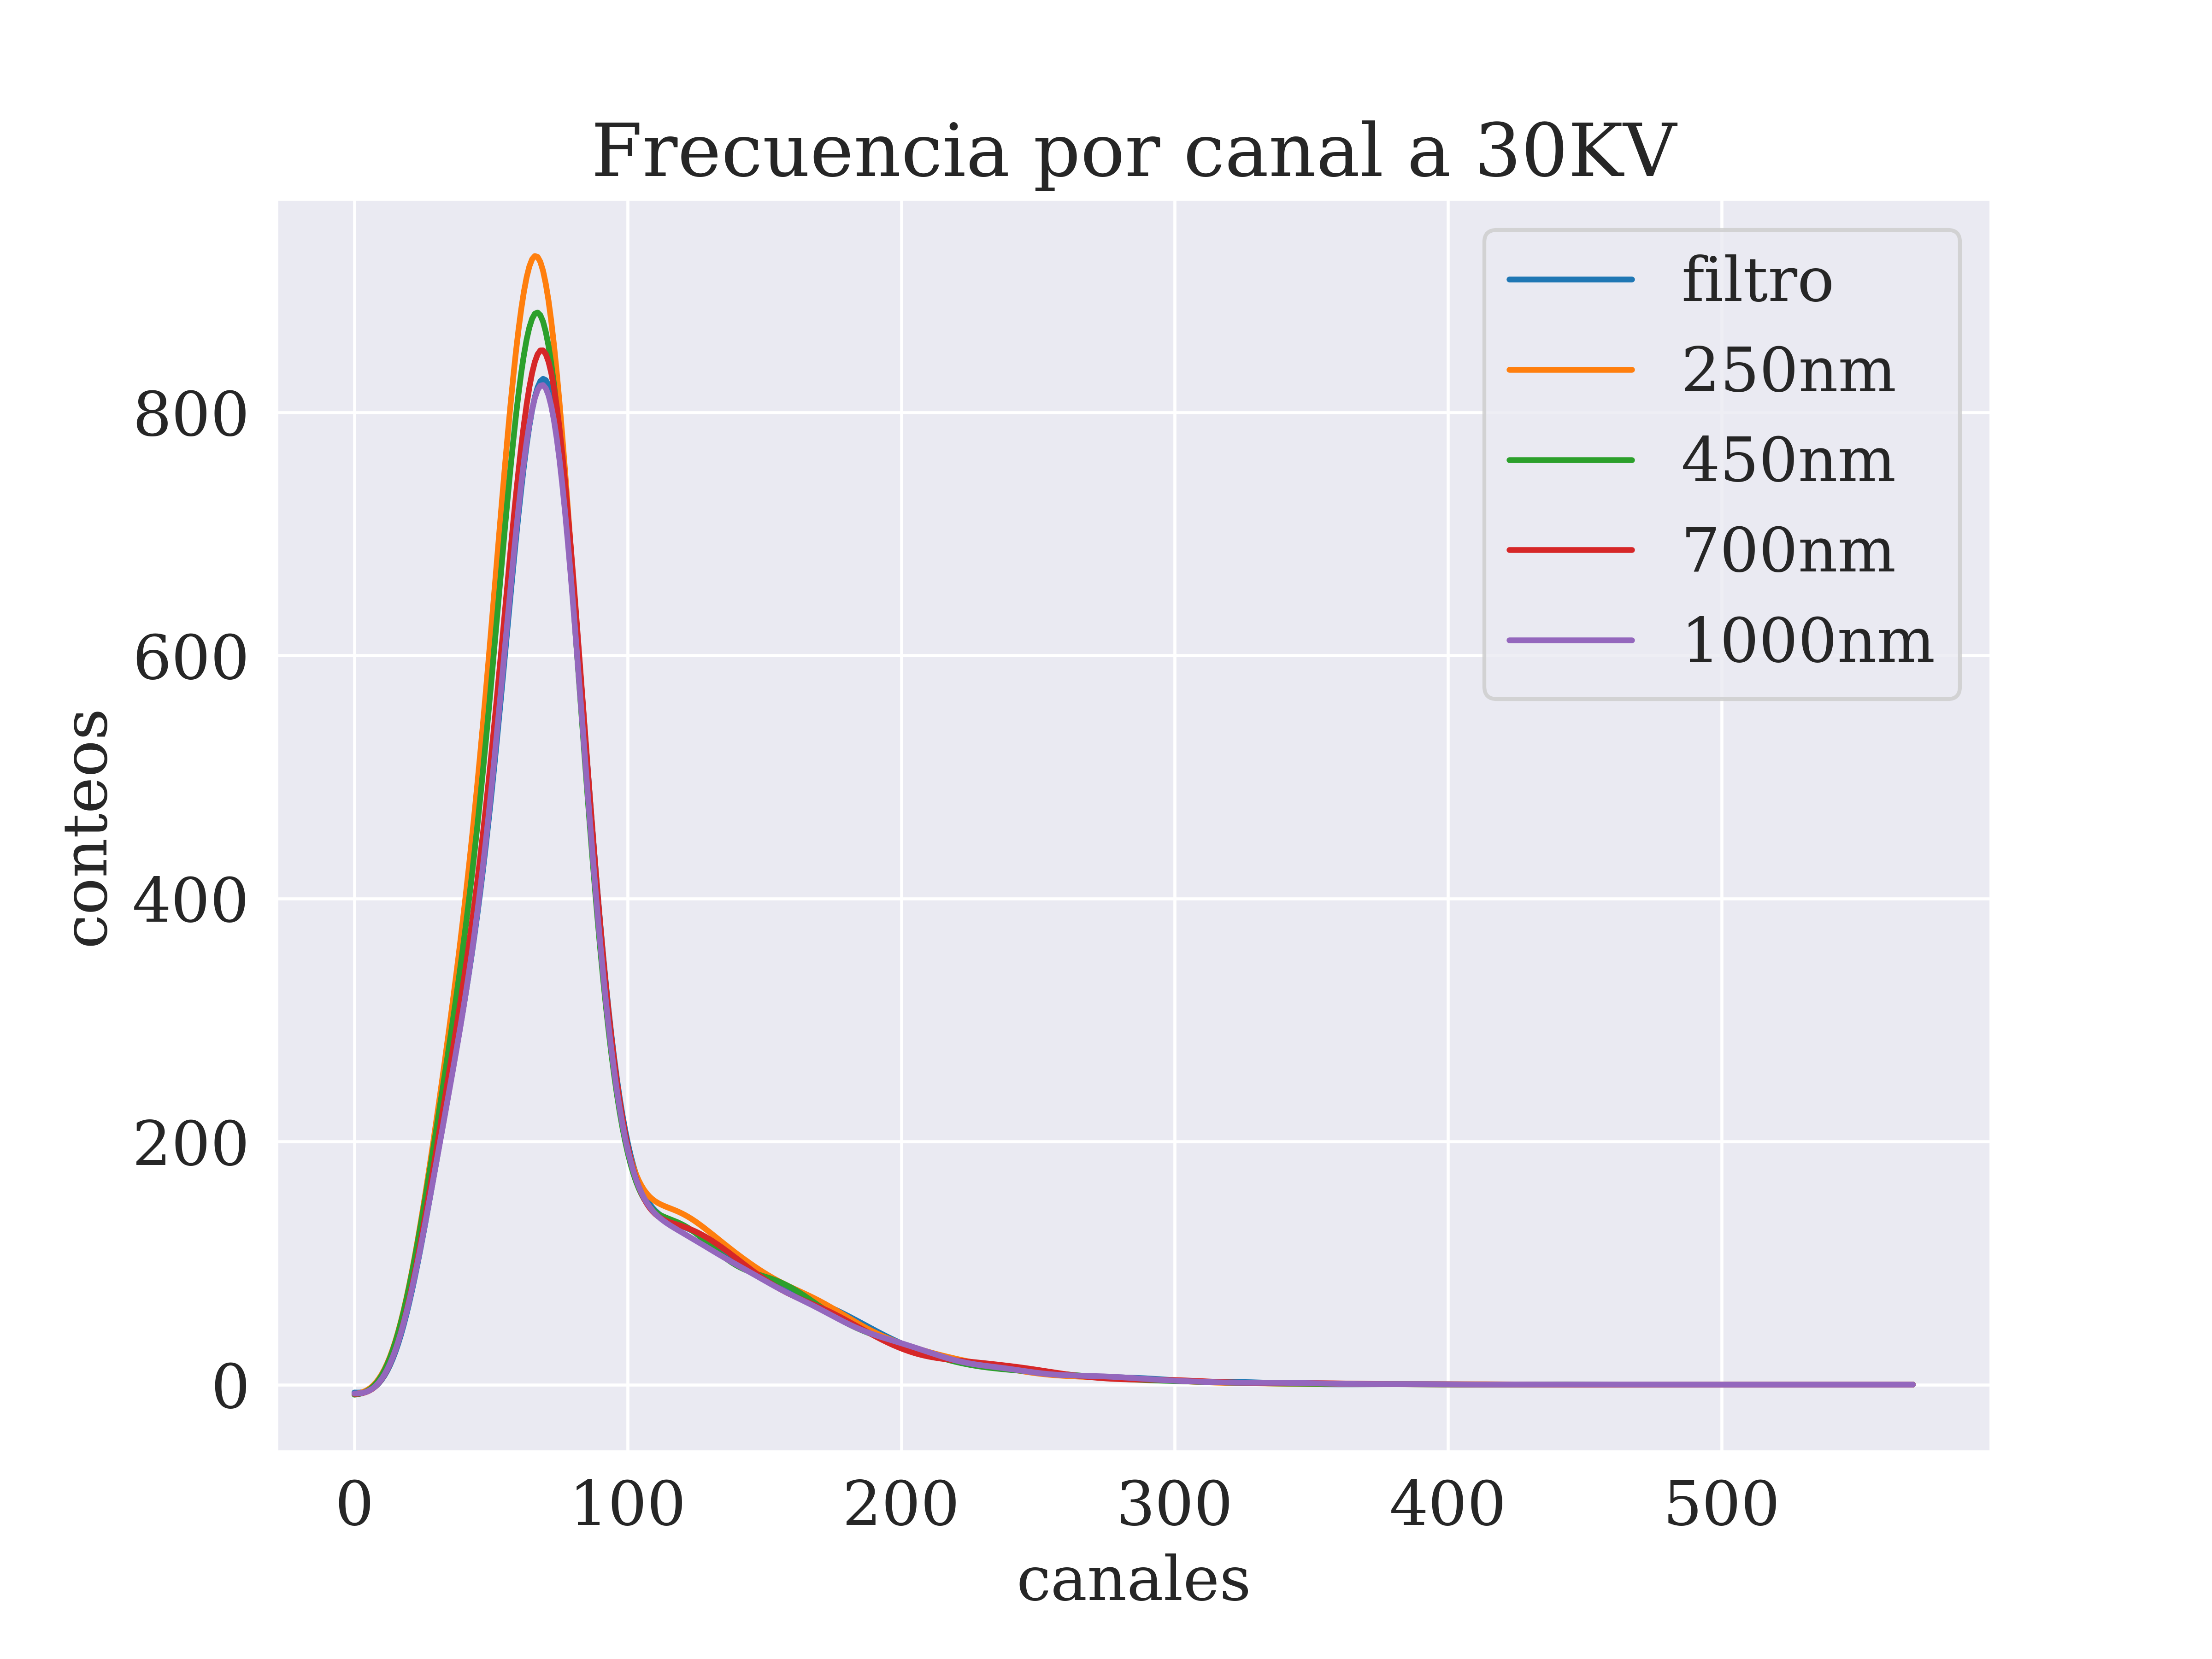 Frecuencia por canal a 30KV
filtro
250nm
450nm
700nm
1000nm
conteos
800
600
400
200
0
0 100 200 300 400 500
canales